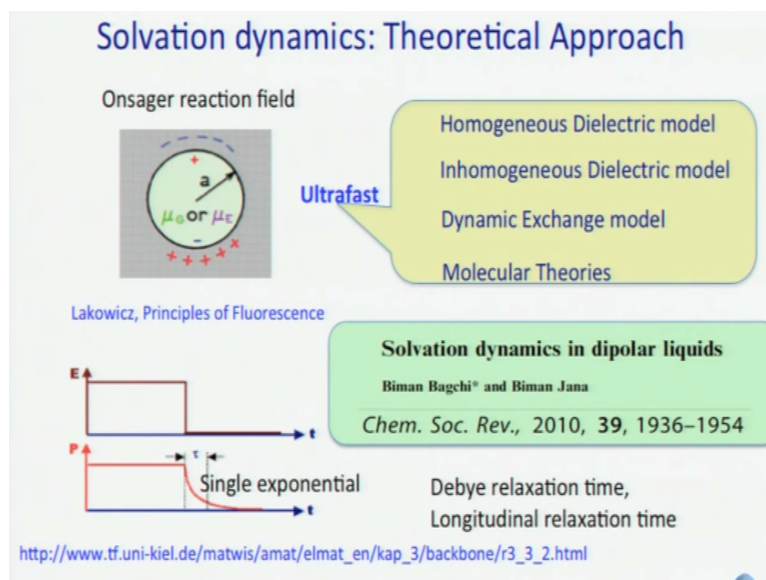 Solvation dynamics: Theoretical Approach
Onsager reaction field
+
a
μG or μE
-
+ + + + x
Ultrafast
Homogeneous Dielectric model
Inhomogeneous Dielectric model
Dynamic Exchange model
Molecular Theories
Lakowicz, Principles of Fluorescence
Solvation dynamics in dipolar liquids
Biman Bagchi* and Biman Jana
Chem. Soc. Rev., 2010, 39, 1936–1954
E
t
P
τ
Single exponential
t
Debye relaxation time,
Longitudinal relaxation time
http://www.tf.uni-kiel.de/matwis/amat/elmat_en/kap_3/backbone/r3_3_2.html